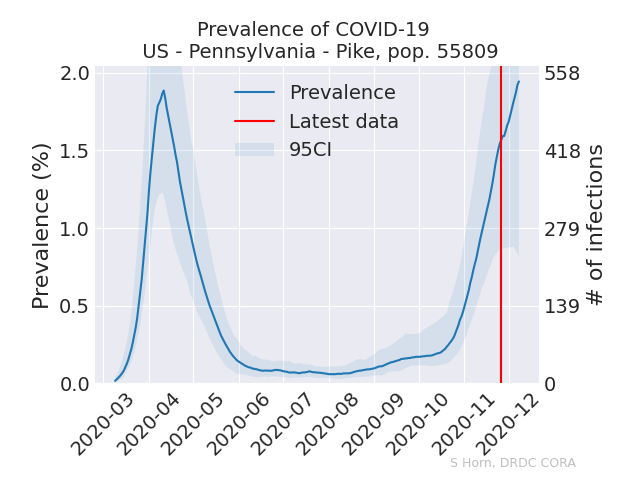 Prevalence of COVID-19
US - Pennsylvania - Pike, pop. 55809
Prevalence
Latest data
95CI
2.0
1.5
1.0
0.5
0.0
558
418
279
139
0
Prevalence (%)
# of infections
2020-03
2020-04
2020-05
2020-06
2020-07
2020-08
2020-09
2020-10
2020-11
2020-12
S Horn, DRDC CORA